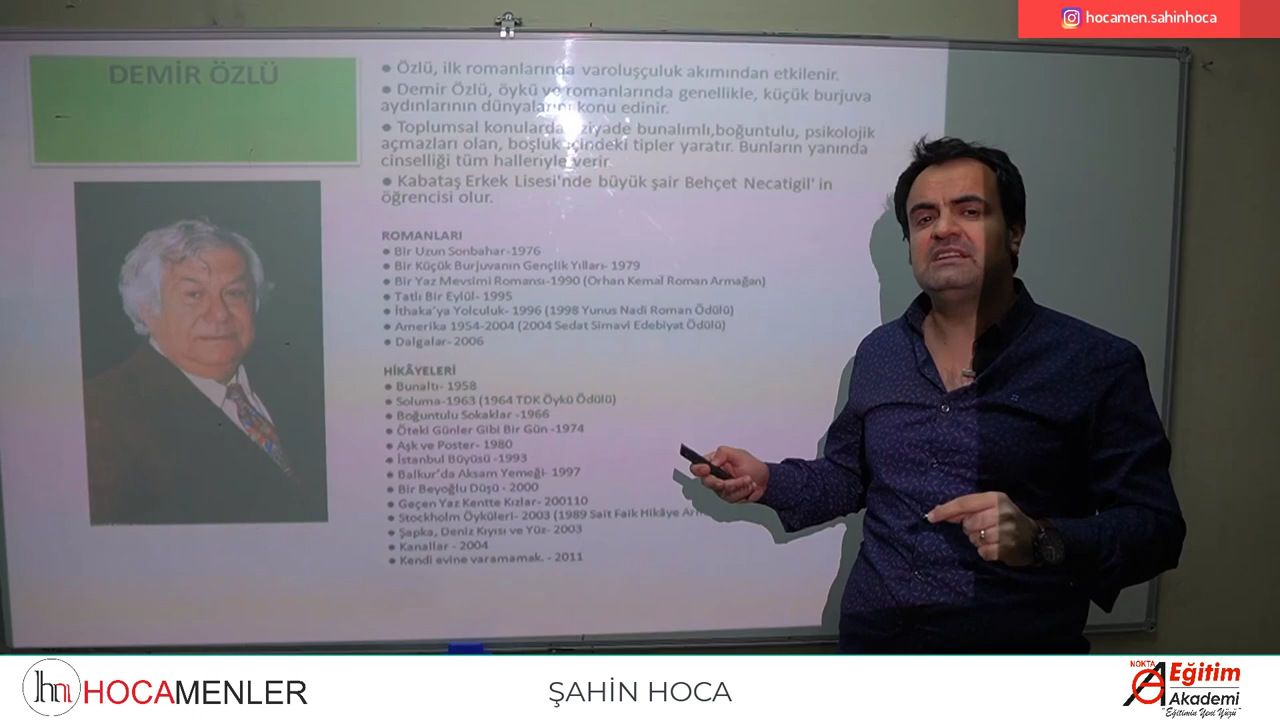 hocamen.sahinhoca
DEMİR ÖZLÜ
● Özlü, ilk romanlarında varoluşçuluk akımından etkilenir.
● Demir Özlü, öykü ve romanlarında genellikle, küçük burjuva
aydınlarının dünyalarını konu edinir.
● Toplumsal konulardan ziyade bunalımlı,boğuntulu, psikolojik
açmazları olan, boşluk içindeki tipler yaratır. Bunların yanında
cinselliği tüm halleriyle verir.
● Kabataş Erkek Lisesi'nde büyük şair Behçet Necatigil' in
öğrencisi olur.
ROMANLARI
● Bir Uzun Sonbahar-1976
● Bir Küçük Burjuvanın Gençlik Yılları- 1979
● Bir Yaz Mevsimi Romansı-1990 (Orhan Kemal Roman Armağan)
● Tatlı Bir Eylül- 1995
● İthaka'ya Yolculuk- 1996 (1998 Yunus Nadi Roman Ödülü)
● Amerika 1954-2004 (2004 Sedat Simavi Edebiyat Ödülü)
● Dalgalar- 2006
HİKÂYELERİ
● Bunaltı- 1958
● Soluma-1963 (1964 TDK Öykü Ödülü)
● Boğuntulu Sokaklar -1966
● Öteki Günler Gibi Bir Gün -1974
● Aşk ve Poster- 1980
● İstanbul Büyüsü -1993
● Balkur'da Aksam Yemeği- 1997
● Bir Beyoğlu Düşü - 2000
● Geçen Yaz Kentte Kızlar- 200110
● Stockholm Öyküleri- 2003 (1989 Sait Faik Hikâye
● Şapka, Deniz Kıyısı ve Yüz- 2003
● Kanallar - 2004
● Kendi evine varamamak. - 2011
hm HOCAMENLER
ŞAHİN HOCA
NOKTA
A Eğitim
Akademi
"Eğitimin Yeni Yüzü"